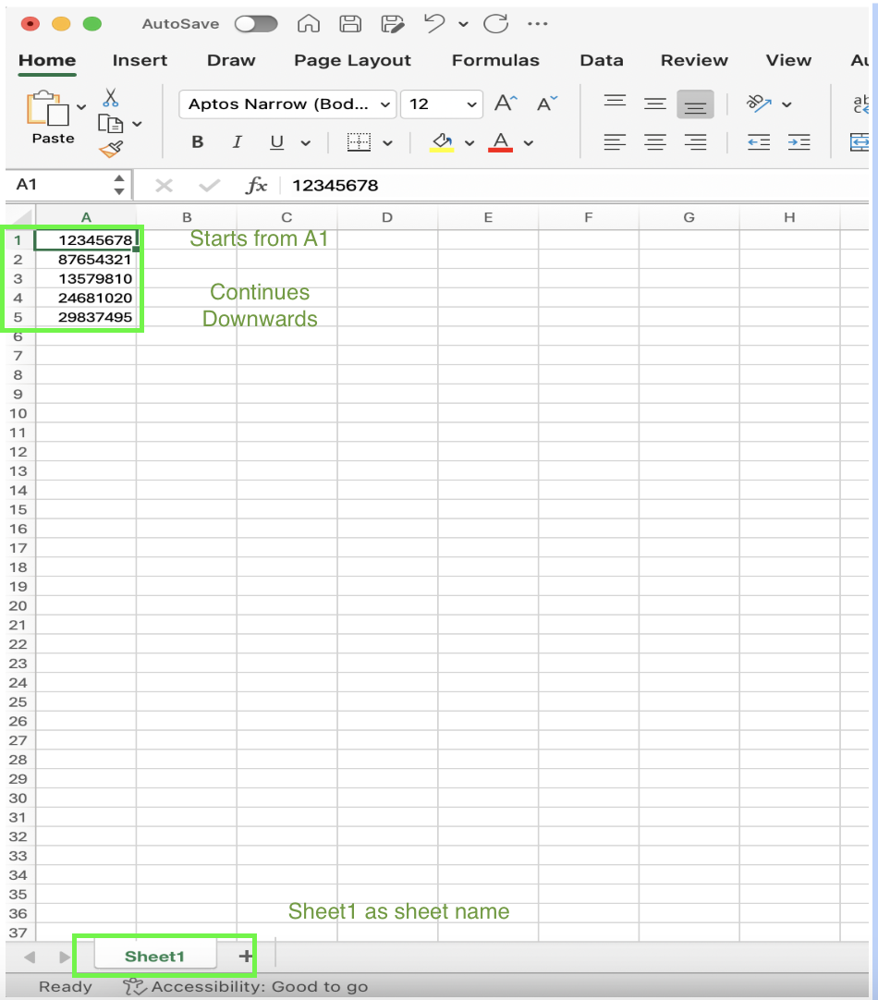 AutoSave
Home Insert Draw Page Layout Formulas Data Review View
Paste
Aptos Narrow (Bod... 12 A A
B I U A
A1 fx 12345678
A B C D E F G H
1 12345678 Starts from A1
2 87654321
3 13579810
4 24681020 Continues
5 29837495 Downwards
6
7
8
9
10
11
12
13
14
15
16
17
18
19
20
21
22
23
24
25
26
27
28
29
30
31
32
33
34
35
36 Sheet1 as sheet name
37
Sheet1 +
Ready Accessibility: Good to go